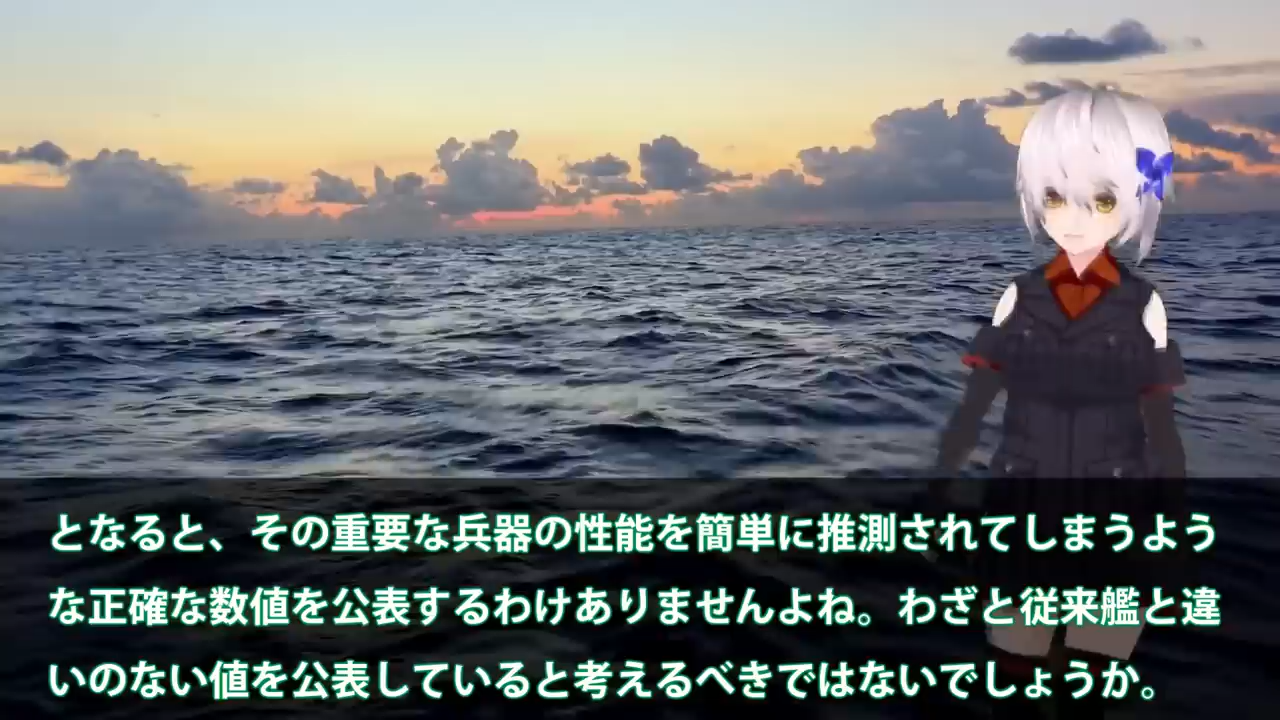 となると、その重要な兵器の性能を簡単に推測されてしまうよう
な正確な数値を公表するわけありませんよね。わざと従来艦と違
いのない値を公表していると考えるべきではないでしょうか。